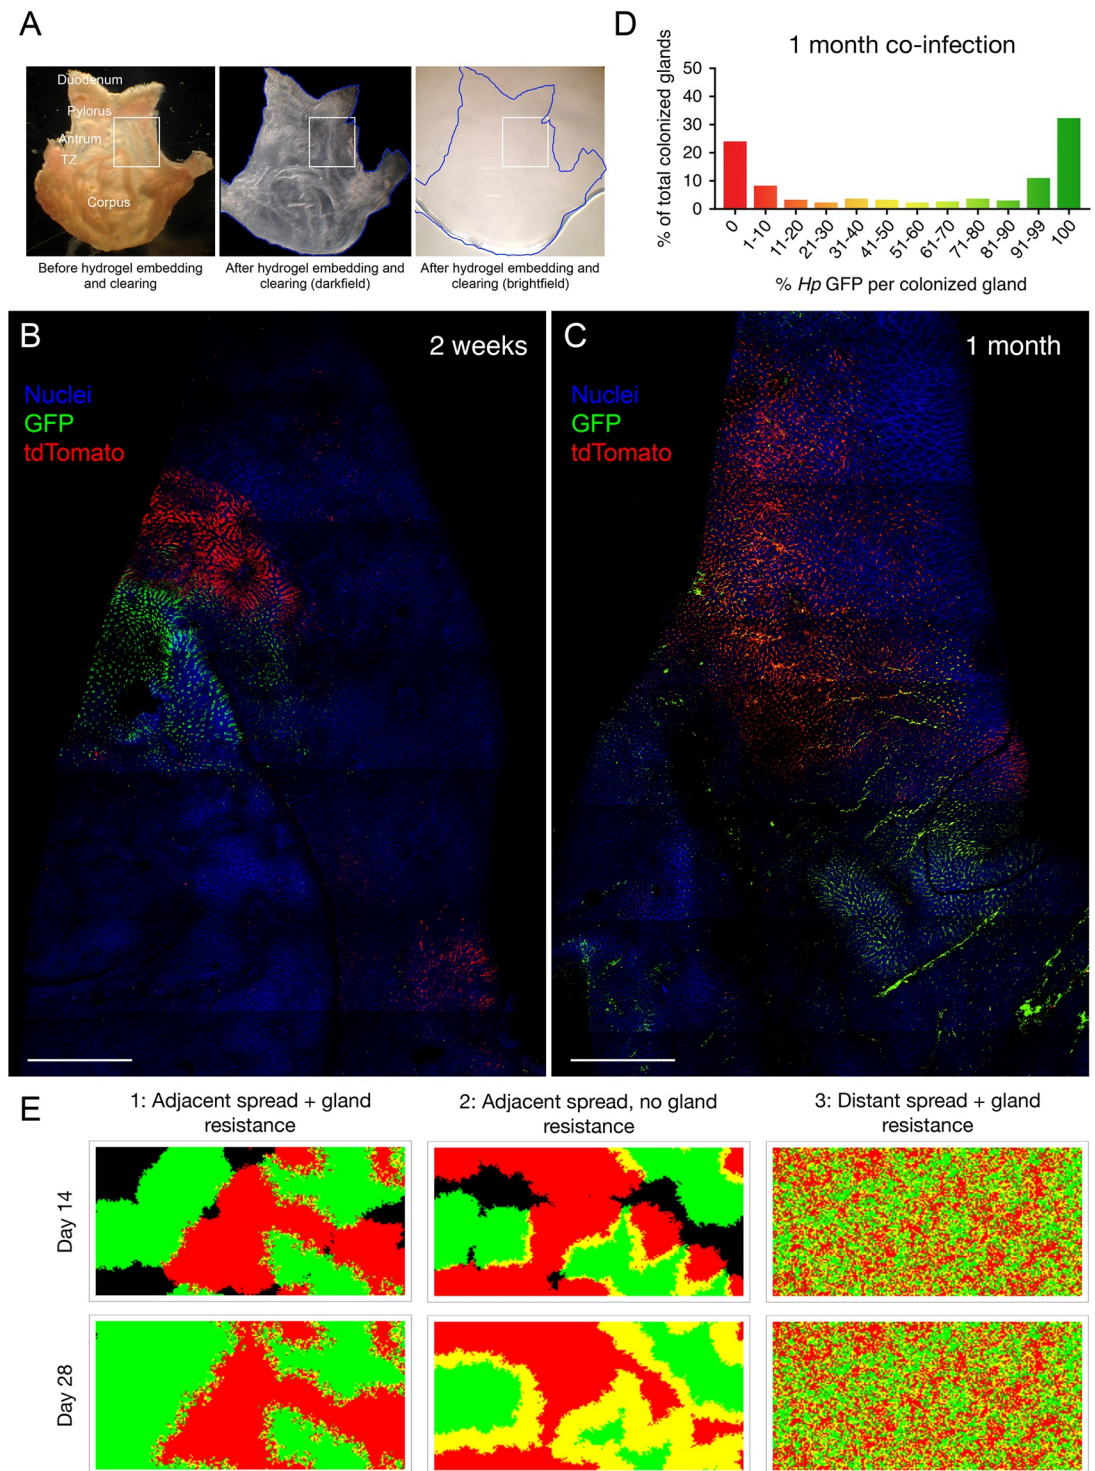 A
Duodenum
Pylorus
Antrum
TZ
Corpus
Before hydrogel embedding
and clearing
After hydrogel embedding and
clearing (darkfield)
After hydrogel embedding and
clearing (brightfield)
D
1 month co-infection
% of total colonized glands
50
40
30
20
10
0
0
1-10
11-20
21-30
31-40
41-50
51-60
61-70
71-80
81-90
91-99
100
% Hp GFP per colonized gland
B
2 weeks
Nuclei
GFP
tdTomato
C
1 month
Nuclei
GFP
tdTomato
E
1: Adjacent spread + gland
resistance
2: Adjacent spread, no gland
resistance
3: Distant spread + gland
resistance
Day 14
Day 28